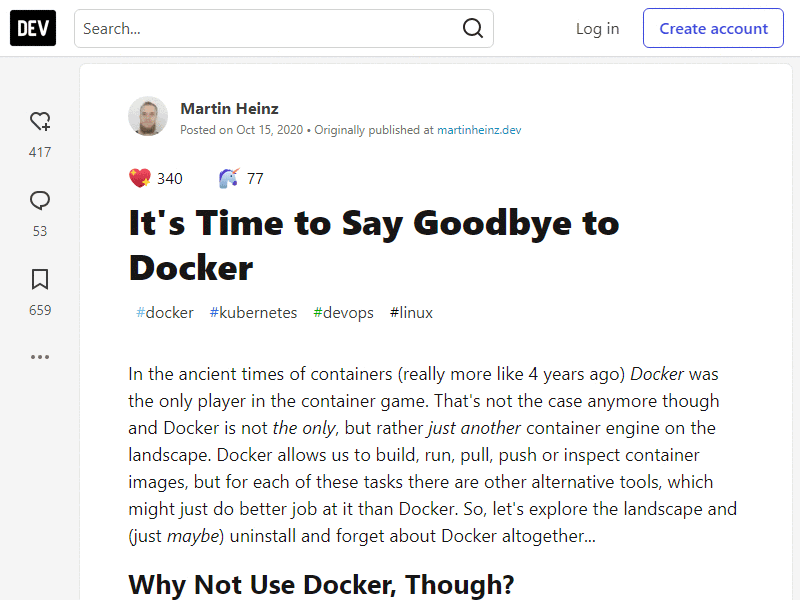 DEV
Search...
Log in
Create account
Martin Heinz
Posted on Oct 15, 2020 • Originally published at martinheinz.dev
417
340
77
It's Time to Say Goodbye to
Docker
53
#docker #kubernetes #devops #linux
659
In the ancient times of containers (really more like 4 years ago) Docker was
the only player in the container game. That's not the case anymore though
and Docker is not the only, but rather just another container engine on the
landscape. Docker allows us to build, run, pull, push or inspect container
images, but for each of these tasks there are other alternative tools, which
might just do better job at it than Docker. So, let's explore the landscape and
(just maybe) uninstall and forget about Docker altogether...
Why Not Use Docker, Though?